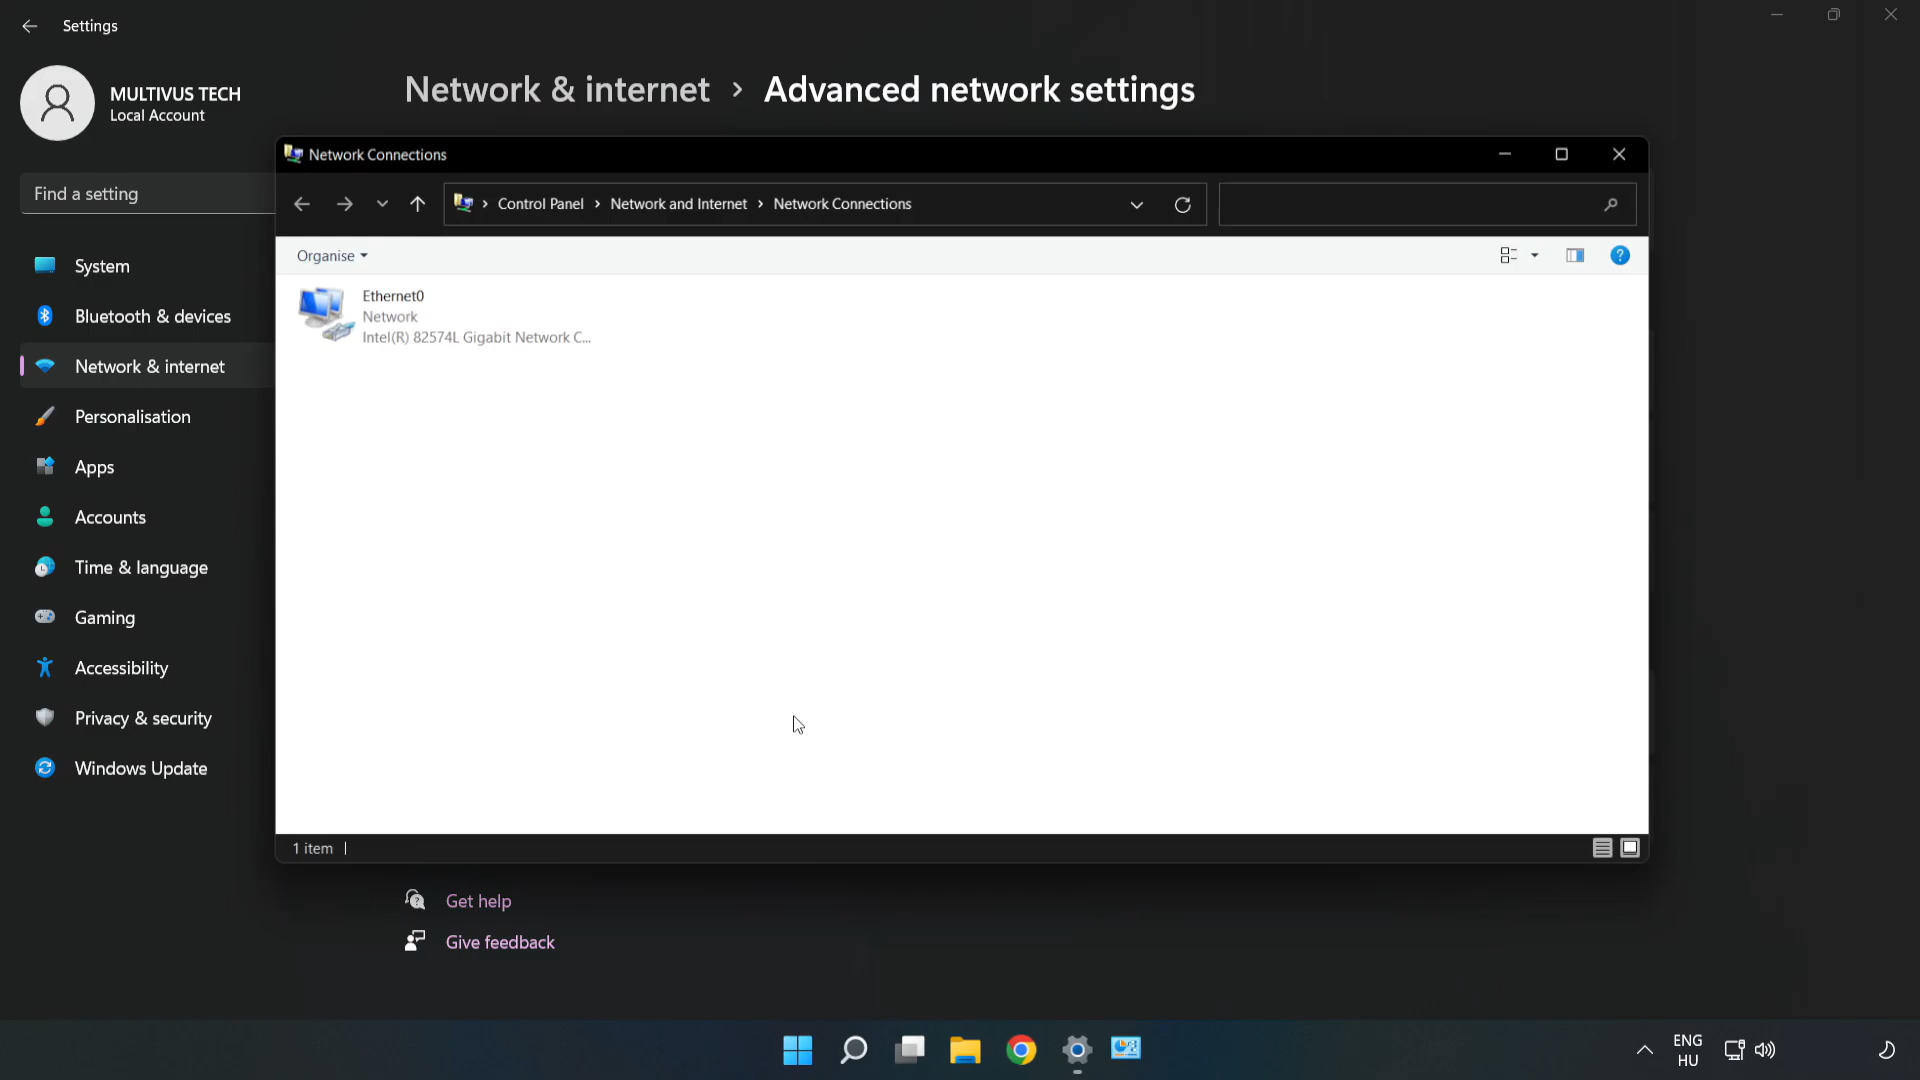 Settings
MULTIVUS TECH
Local Account
Network & internet > Advanced network settings
Network Connections
Find a setting
Control Panel > Network and Internet > Network Connections
Organise
System
Bluetooth & devices
Network & internet
Personalisation
Apps
Accounts
Time & language
Gaming
Accessibility
Privacy & security
Windows Update
Ethernet0
Network
Intel(R) 82574L Gigabit Network C...
1 item
Get help
Give feedback
ENG
HU